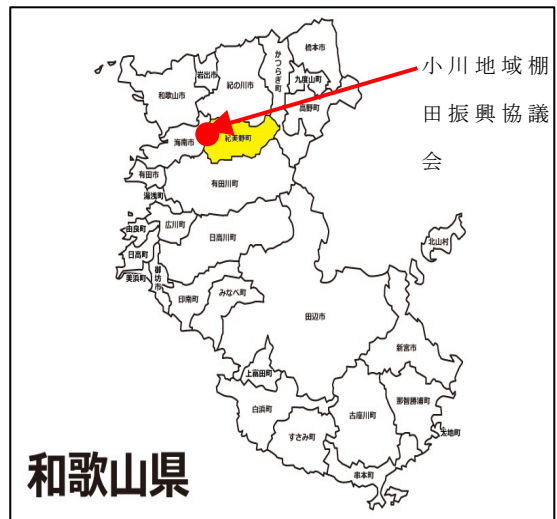 橋本市
かつらぎ町
岩出市
紀の川市
九度山町
和歌山市
高野町
小川地域棚
田振興協議
会
海南市
紀美野町
有田市
有田川町
湯浅町
広川町
由良町
日高川町
北山村
日高町
御坊市
美浜町
印南町
みなべ町
田辺市
新宮市
上富田町
白浜町
古座川町
那智勝浦町
太地町
すさみ町
串本町
和歌山県